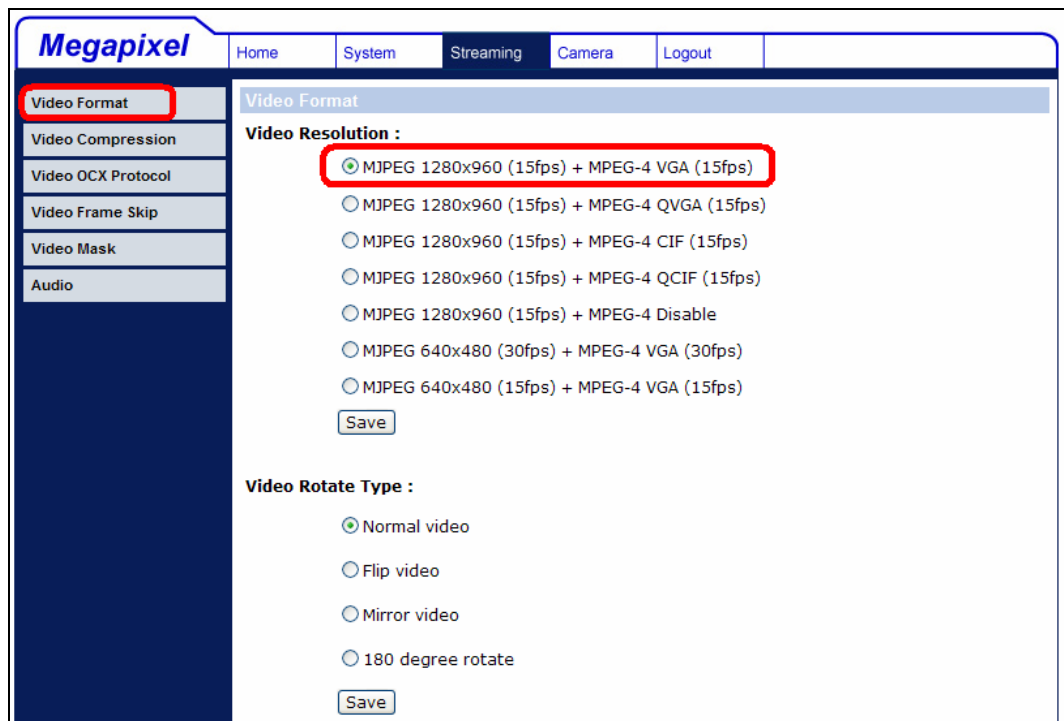 Megapixel
Home System Streaming Camera Logout
Video Format
Video Compression
Video OCX Protocol
Video Frame Skip
Video Mask
Audio
Video Format
Video Resolution :
MJPEG 1280x960 (15fps) + MPEG-4 VGA (15fps)
MJPEG 1280x960 (15fps) + MPEG-4 QVGA (15fps)
MJPEG 1280x960 (15fps) + MPEG-4 CIF (15fps)
MJPEG 1280x960 (15fps) + MPEG-4 QCIF (15fps)
MJPEG 1280x960 (15fps) + MPEG-4 Disable
MJPEG 640x480 (30fps) + MPEG-4 VGA (30fps)
MJPEG 640x480 (15fps) + MPEG-4 VGA (15fps)
Save
Video Rotate Type :
Normal video
Flip video
Mirror video
180 degree rotate
Save